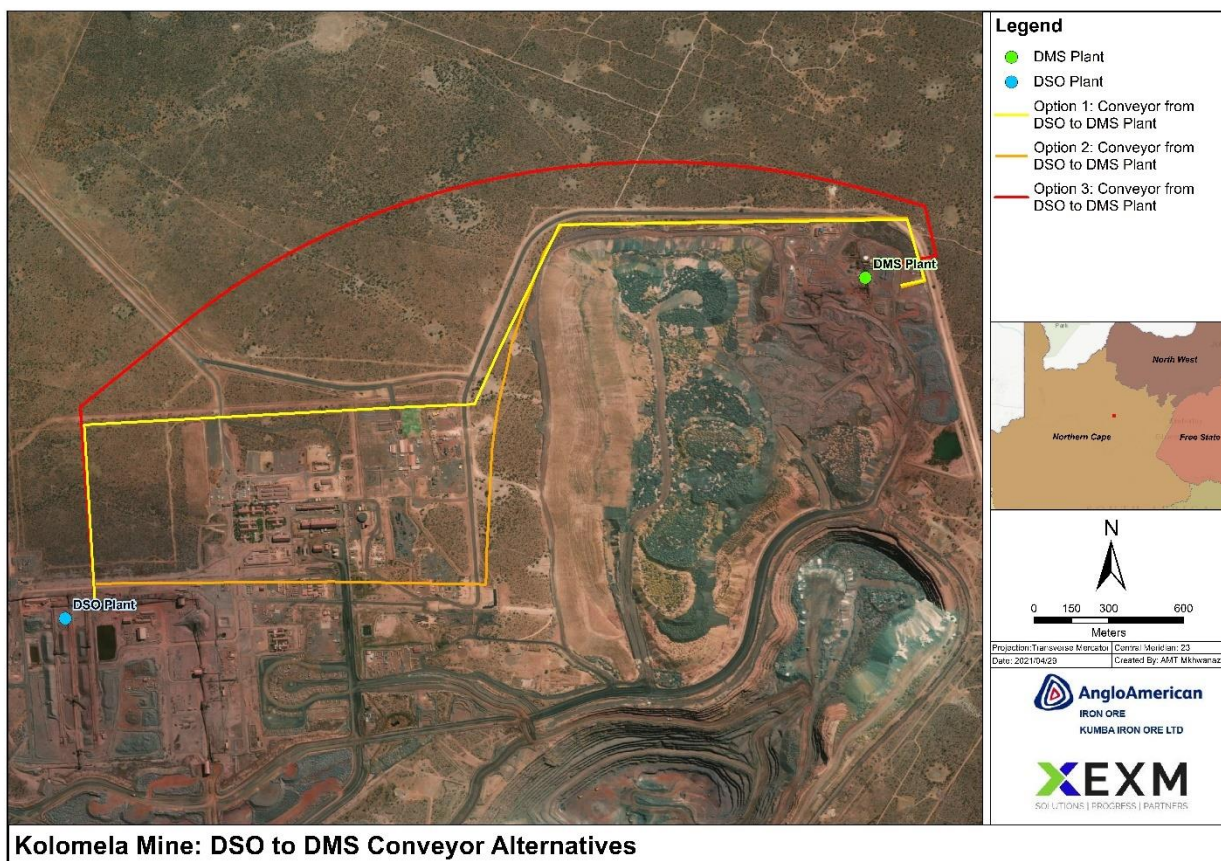 Legend
DMS Plant
DSO Plant
Option 1: Conveyor from
DSO to DMS Plant
Option 2: Conveyor from
DSO to DMS Plant
Option 3: Conveyor from
DSO to DMS Plant
DMS Plant
DSO Plant
North West
Northern Cape
Free State
N
0 150 300 600
Meters
Projection:Transverse Mercator Central Meridian: 23
Date: 2021/04/29 Created By: AMT Mkhwanaz
AngloAmerican
IRON ORE
KUMBA IRON ORE LTD
EXM
SOLUTIONS | PROGRESS | PARTNERS
Kolomela Mine: DSO to DMS Conveyor Alternatives